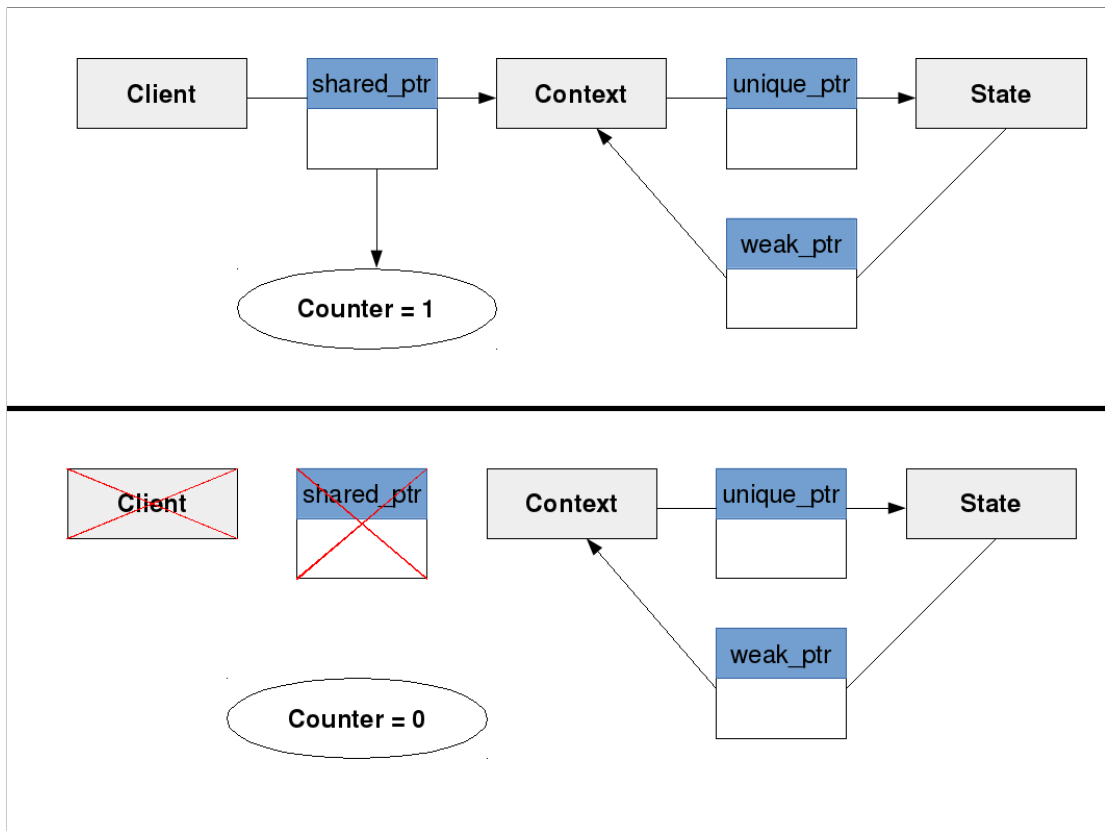 Client
shared_ptr
Context
unique_ptr
State
weak_ptr
Counter = 1
Client
shared_ptr
Context
unique_ptr
State
weak_ptr
Counter = 0